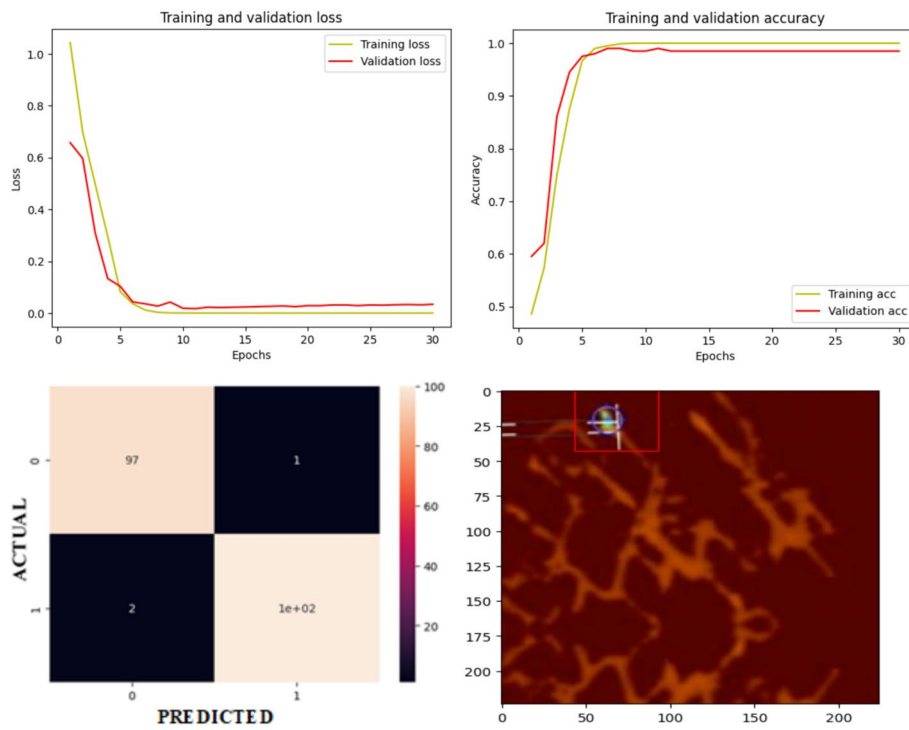 Training and validation loss
1.0
0.8
0.6
0.4
0.2
0.0
Loss
Training loss
Validation loss
0 5 10 15 20 25 30
Epochs
Training and validation accuracy
1.0
0.9
0.8
0.7
0.6
0.5
Accuracy
Training acc
Validation acc
0 5 10 15 20 25 30
Epochs
ACTUAL
0
1
97 1
2 1e+02
0 1
PREDICTED
100
80
60
40
20
0
25
50
75
100
125
150
175
200
0 50 100 150 200